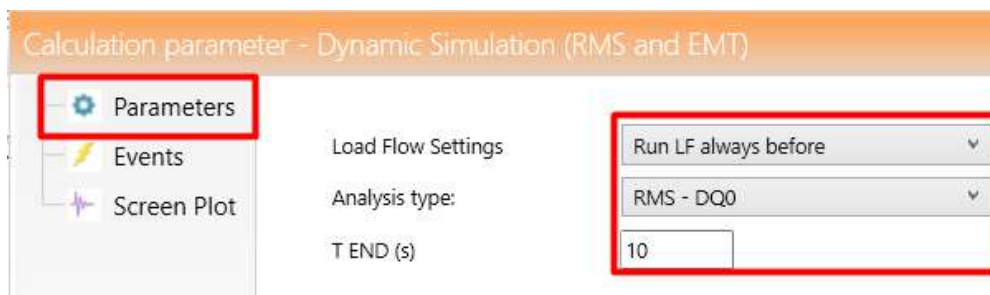 Calculation parameter - Dynamic Simulation (RMS and EMT)
Parameters
Events
Screen Plot
Load Flow Settings
Run LF always before
Analysis type:
RMS - DQ0
T END (s)
10